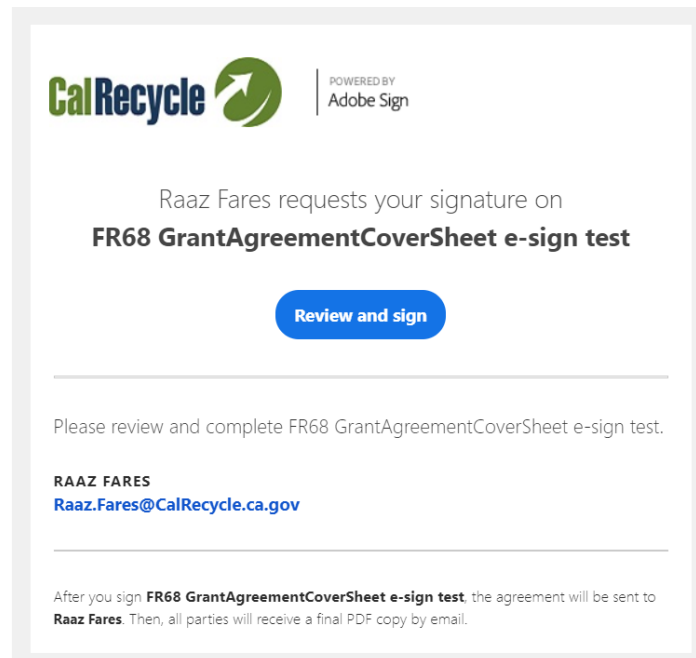 CalRecycle
POWERED BY
Adobe Sign
Raaz Fares requests your signature on
FR68 GrantAgreementCoverSheet e-sign test
Review and sign
Please review and complete FR68 GrantAgreementCoverSheet e-sign test.
RAAZ FARES
Raaz.Fares@CalRecycle.ca.gov
After you sign FR68 GrantAgreementCoverSheet e-sign test, the agreement will be sent to
Raaz Fares. Then, all parties will receive a final PDF copy by email.